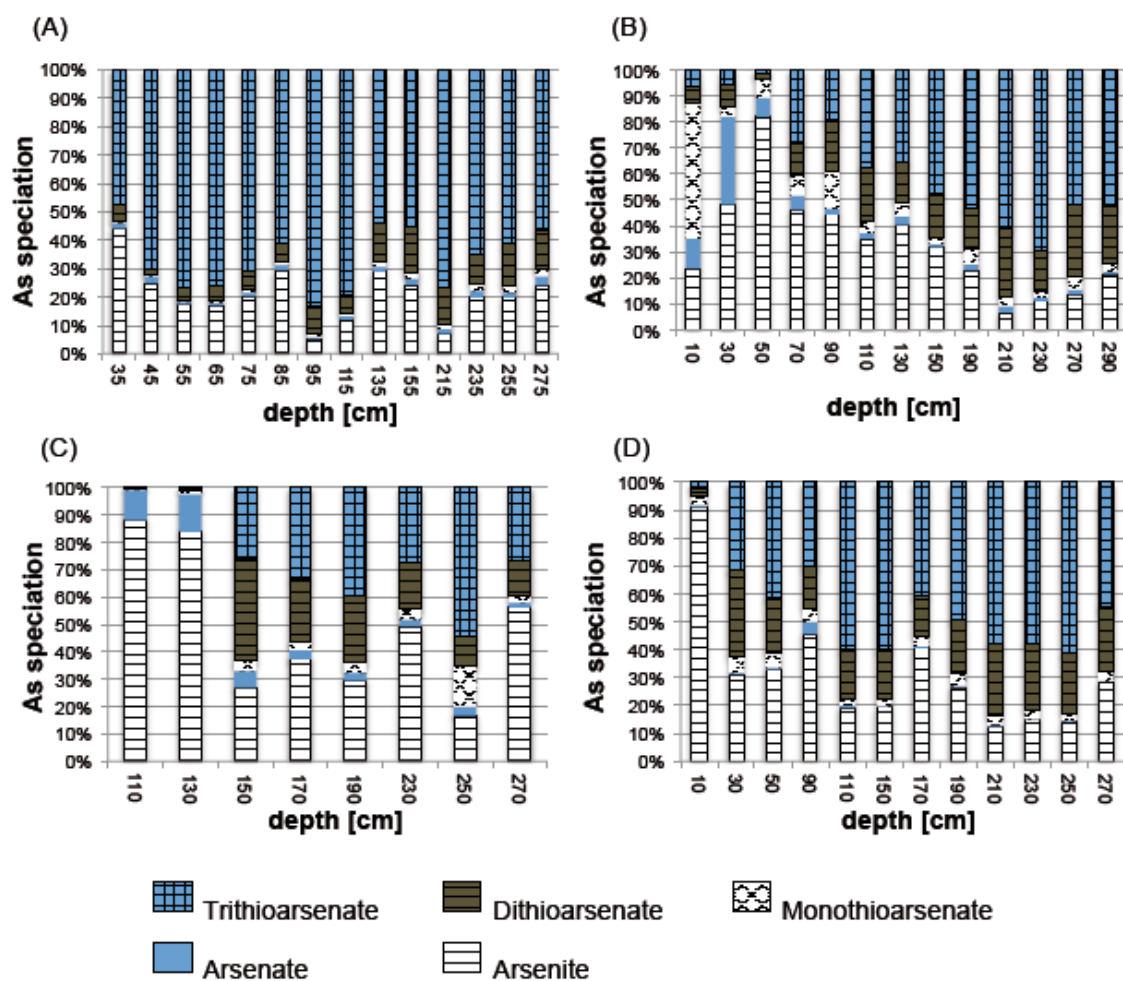 (A)
100%
90%
80%
70%
60%
50%
40%
30%
20%
10%
0%
As speciation
35 45 55 65 75 85 95 115 135 155 215 235 255 275
depth [cm]
(B)
100%
90%
80%
70%
60%
50%
40%
30%
20%
10%
0%
As speciation
10 30 50 70 90 110 130 150 190 210 230 270 290
depth [cm]
(C)
100%
90%
80%
70%
60%
50%
40%
30%
20%
10%
0%
As speciation
110 130 150 170 190 230 250 270
depth [cm]
(D)
100%
90%
80%
70%
60%
50%
40%
30%
20%
10%
0%
As speciation
10 30 50 90 110 150 170 190 210 230 250 270
depth [cm]
Trithioarsenate Dithioarsenate Monothioarsenate
Arsenate Arsenite